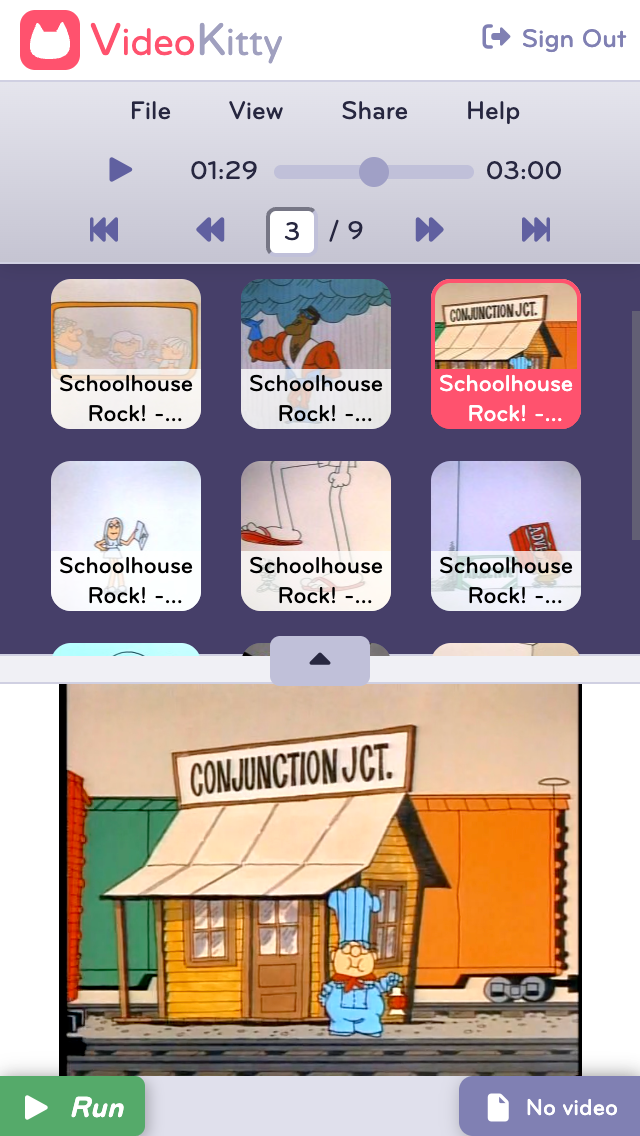 VideoKitty
Sign Out
File View Share Help
01:29 03:00
3 / 9
CONJUNCTION JCT.
Schoolhouse
Rock! -...
Schoolhouse
Rock! -...
Schoolhouse
Rock! -...
Schoolhouse
Rock! -...
Schoolhouse
Rock! -...
Schoolhouse
Rock! -...
CONJUNCTION JCT.
Run
No video